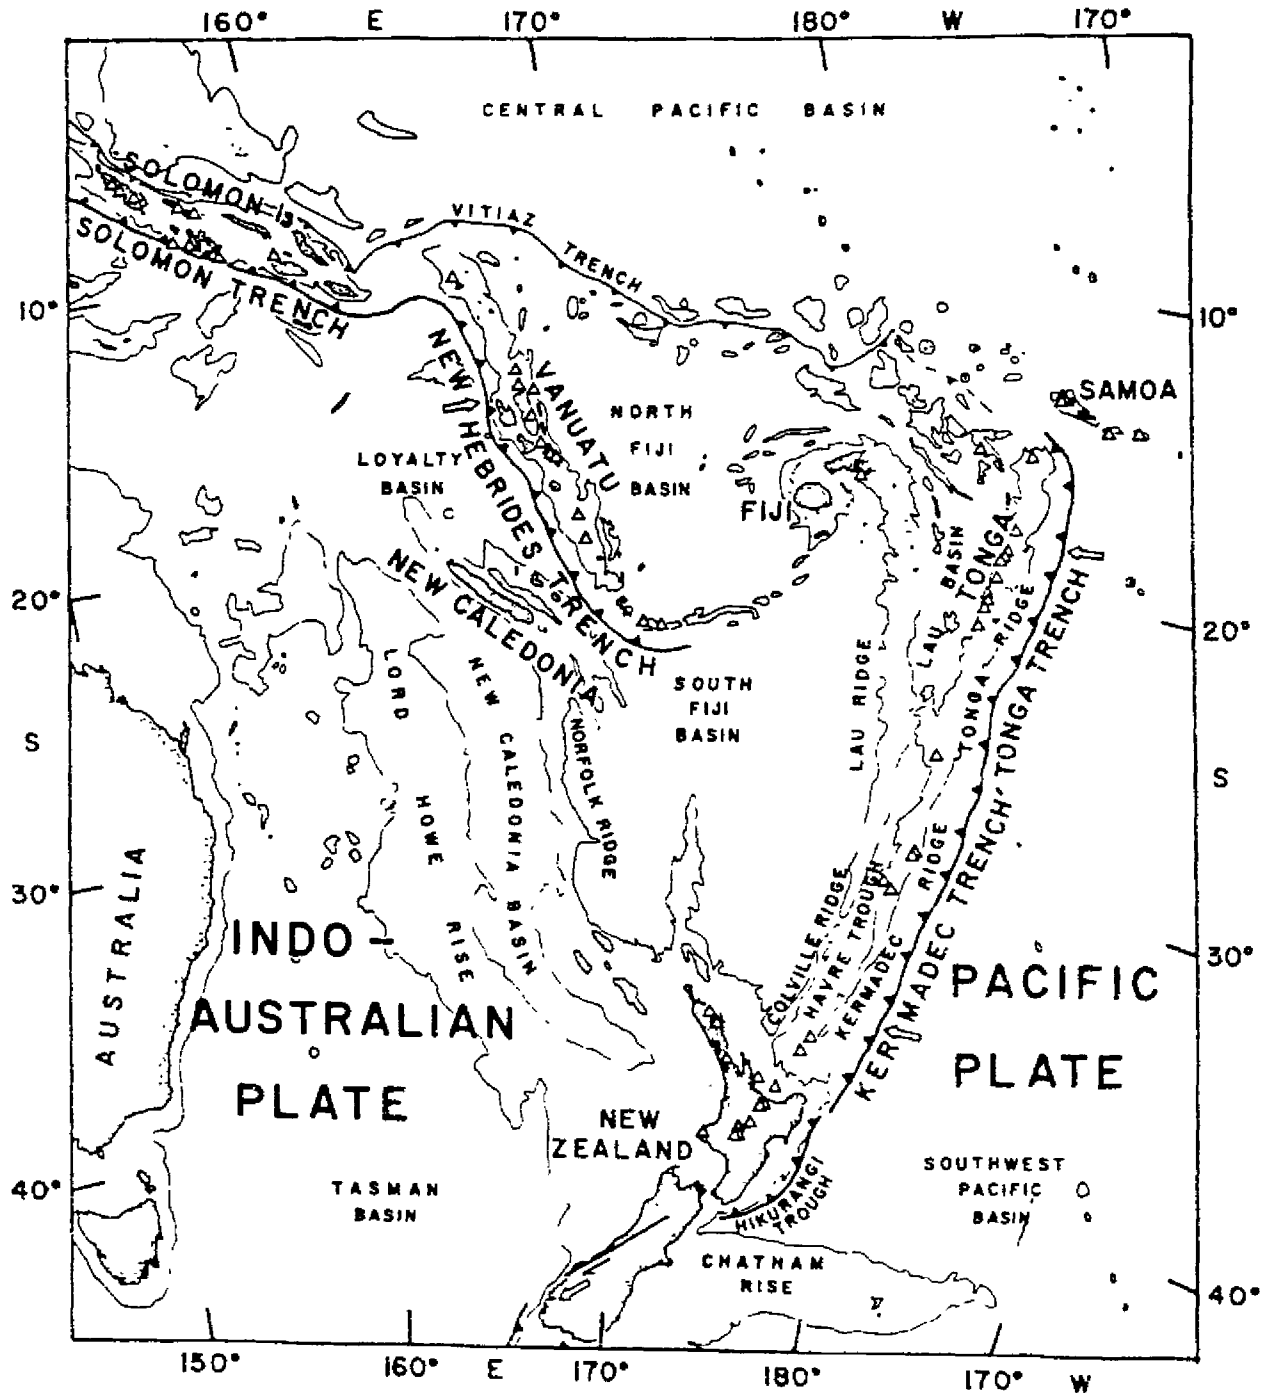 160° E 170° 180° W 170°
CENTRAL PACIFIC BASIN
SOLOMON Is
VITIAZ
TRENCH
SOLOMON TRENCH
10°
10°
NEW HEBRIDES TRENCH
VANUATU
SAMOA
NORTH
FIJI
BASIN
LOYALTY
BASIN
FIJI
NEW CALEDONIA
LAU BASIN
TONGA
20°
20°
TONGA RIDGE
TONGA TRENCH
LORD HOWE RISE
NEW CALEDONIA BASIN
NORFOLK RIDGE
SOUTH
FIJI
BASIN
LAU RIDGE
S
S
AUSTRALIA
30°
30°
INDO-
AUSTRALIAN
PLATE
COLVILLE RIDGE
HAVRE TROUGH
KERMADEC RIDGE
KERMADEC TRENCH
PACIFIC
PLATE
NEW
ZEALAND
SOUTHWEST
PACIFIC
BASIN
40°
40°
TASMAN
BASIN
HIKURANGI
TROUGH
CHATHAM
RISE
150° 160° E 170° 180° 170° W